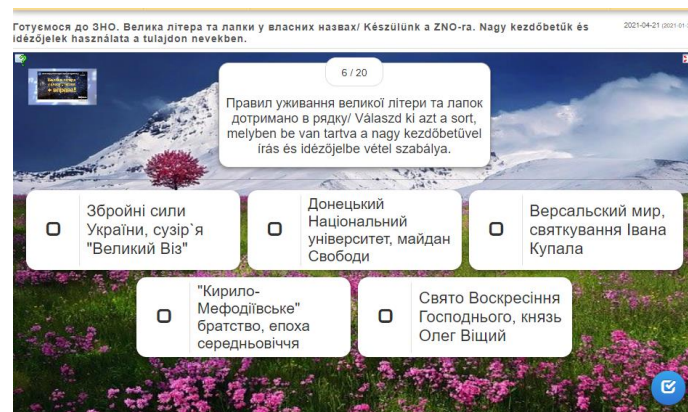 Готуємося до ЗНО. Велика літера та лапки у власних назвах/ Készülünk a ZNO-ra. Nagy kezdőbetűk és
idézőjelek használata a tulajdon nevekben.
2021-04-21
6 / 20
Правил уживання великої літери та лапок
дотримано в рядку/ Válaszd ki azt a sort,
melyben be van tartva a nagy kezdőbetűvel
írás és idézőjelbe vétel szabálya.
Збройні сили
України, сузір`я
"Великий Віз"
Донецький
Національний
університет, майдан
Свободи
Версальский мир,
святкування Івана
Купала
"Кирило-
Мефодіївське"
братство, епоха
середньовіччя
Свято Воскресіння
Господнього, князь
Олег Віщий